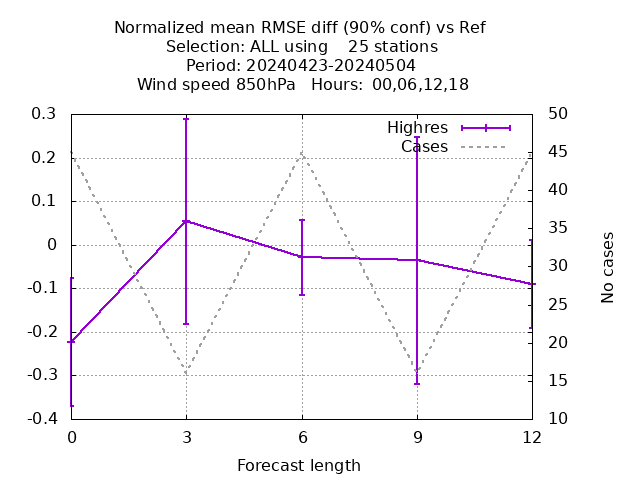 Normalized mean RMSE diff (90% conf) vs Ref
Selection: ALL using    25 stations
Period: 20240423-20240504
Wind speed 850hPa   Hours:  00,06,12,18
Highres
Cases
0.3
0.2
0.1
0
-0.1
-0.2
-0.3
-0.4
50
45
40
35
30
25
20
15
10
No cases
0 3 6 9 12
Forecast length